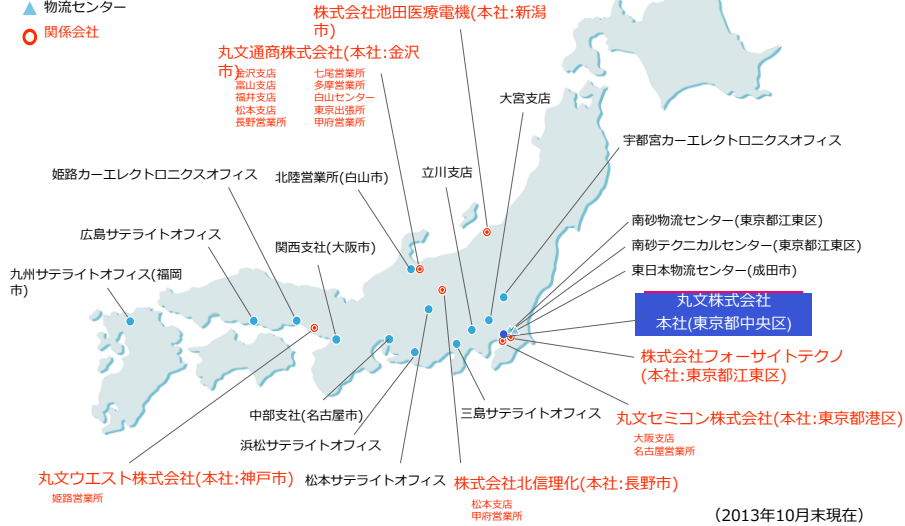 物流センター
関係会社
株式会社池田医療電機(本社:新潟
市)
丸文通商株式会社(本社:金沢
市)
金沢支店
富山支店
福井支店
松本支店
長野営業所
七尾営業所
多摩営業所
白山センター
東京出張所
甲府営業所
大宮支店
宇都宮カーエレクトロニクスオフィス
姫路カーエレクトロニクスオフィス
北陸営業所(白山市)
立川支店
広島サテライトオフィス
関西支社(大阪市)
九州サテライトオフィス(福岡
市)
南砂物流センター(東京都江東区)
南砂テクニカルセンター(東京都江東区)
東日本物流センター(成田市)
丸文株式会社
本社(東京都中央区)
株式会社フォーサイトテクノ
(本社:東京都江東区)
中部支社(名古屋市)
三島サテライトオフィス
丸文セミコン株式会社(本社:東京都港区)
大阪支店
名古屋営業所
浜松サテライトオフィス
丸文ウエスト株式会社(本社:神戸市)
姫路営業所
松本サテライトオフィス
株式会社北信理化(本社:長野市)
松本支店
甲府営業所
（2013年10月末現在）